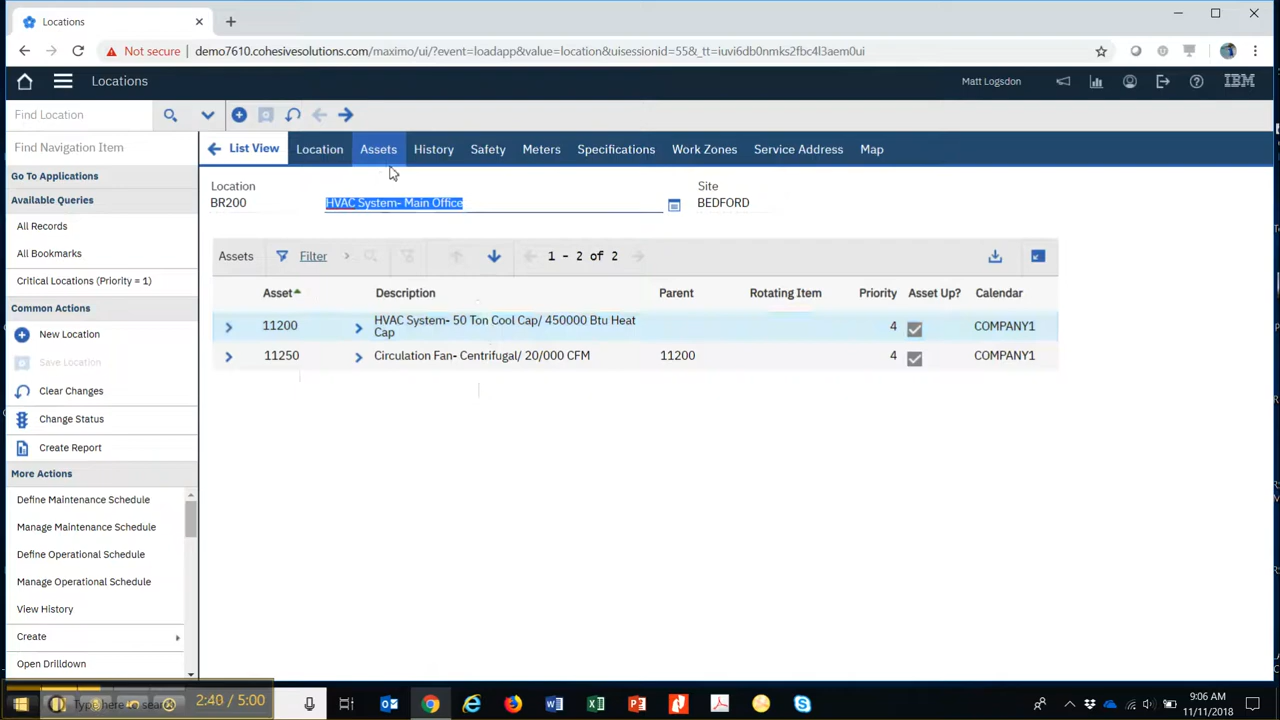 Locations
Not secure | demo7610.cohesivesolutions.com/maximo/ui/?event=loadapp&value=location&uisessionid=55&_tt=iuvi6db0nmks2fbc4l3aem0ui
Locations
Matt Logsdon
IBM
Find Location
Find Navigation Item
List View Location Assets History Safety Meters Specifications Work Zones Service Address Map
Go To Applications
Available Queries
All Records
All Bookmarks
Critical Locations (Priority = 1)
Common Actions
New Location
Save Location
Clear Changes
Change Status
Create Report
More Actions
Define Maintenance Schedule
Manage Maintenance Schedule
Define Operational Schedule
Manage Operational Schedule
View History
Create
Open Drilldown
Location
BR200
HVAC System- Main Office
Site
BEDFORD
Assets Filter 1 - 2 of 2
Asset Description Parent Rotating Item Priority Asset Up? Calendar
11200 HVAC System- 50 Ton Cool Cap/ 450000 Btu Heat
Cap 4 COMPANY1
11250 Circulation Fan- Centrifugal/ 20/000 CFM 11200 4 COMPANY1
Type here to search
2:40 / 5:00
9:06 AM
11/11/2018